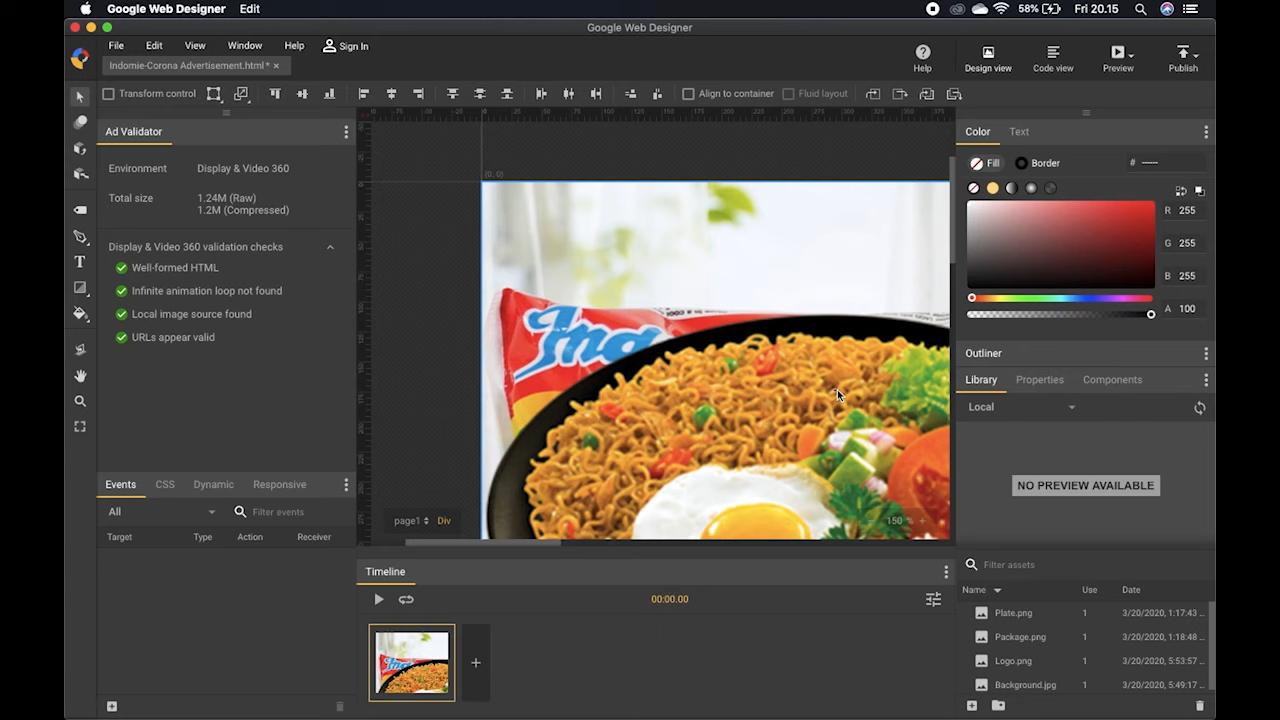 Google Web Designer Edit
58%
Fri 20.15
Google Web Designer
File Edit View Window Help Sign In
Indomie-Corona Advertisement.html* ×
Help
Design view
Code view
Preview
Publish
Transform control
Align to container
Fluid layout
Ad Validator
Environment Display & Video 360
Total size 1.24M (Raw)
1.2M (Compressed)
Display & Video 360 validation checks
Well-formed HTML
Infinite animation loop not found
Local image source found
URLs appear valid
Events CSS Dynamic Responsive
All
Filter events
Target Type Action Receiver
(0, 0)
Indo
page1 Div
150 % +
Timeline
00:00.00
+
Color Text
Fill Border #
R 255
G 255
B 255
A 100
Outliner
Library Properties Components
Local
NO PREVIEW AVAILABLE
Filter assets
Name Use Date
Plate.png 1 3/20/2020, 1:17:43 ...
Package.png 1 3/20/2020, 1:18:48 ...
Logo.png 1 3/20/2020, 5:53:57 ...
Background.jpg 1 3/20/2020, 5:49:17 ...